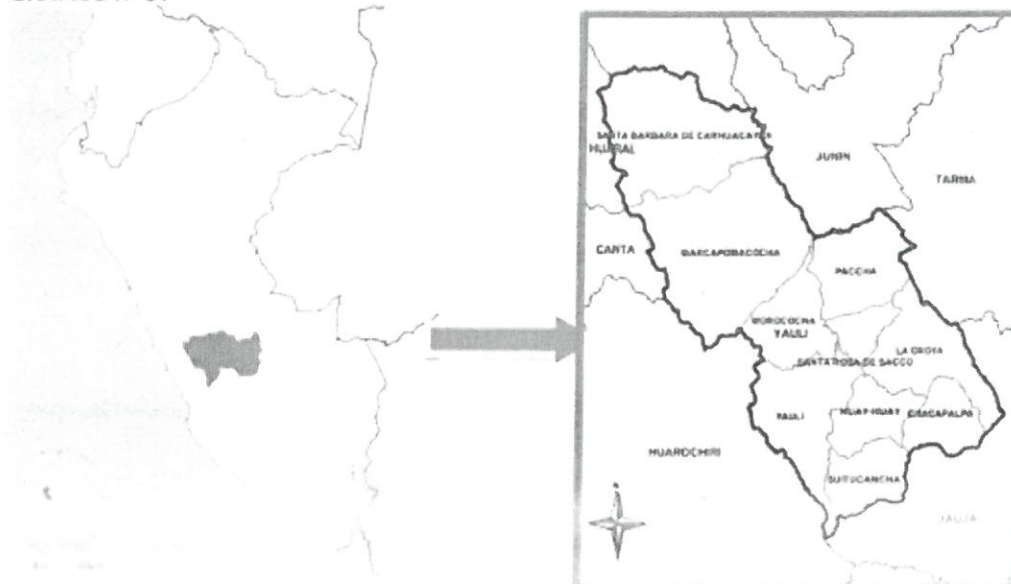 SANTA BARBARA DE CARHUACAYAN
HUARAL
JUNIN
TARMA
CANTA
MARCAPOMACOCHA
PACCHA
MOROCOCHA
YAULI
LA OROYA
SANTA ROSA DE SACCO
YAULI
HUAY-HUAY
CHACAPALPA
HUAROCHIRI
SUITUCANCHA
N
JAUJA